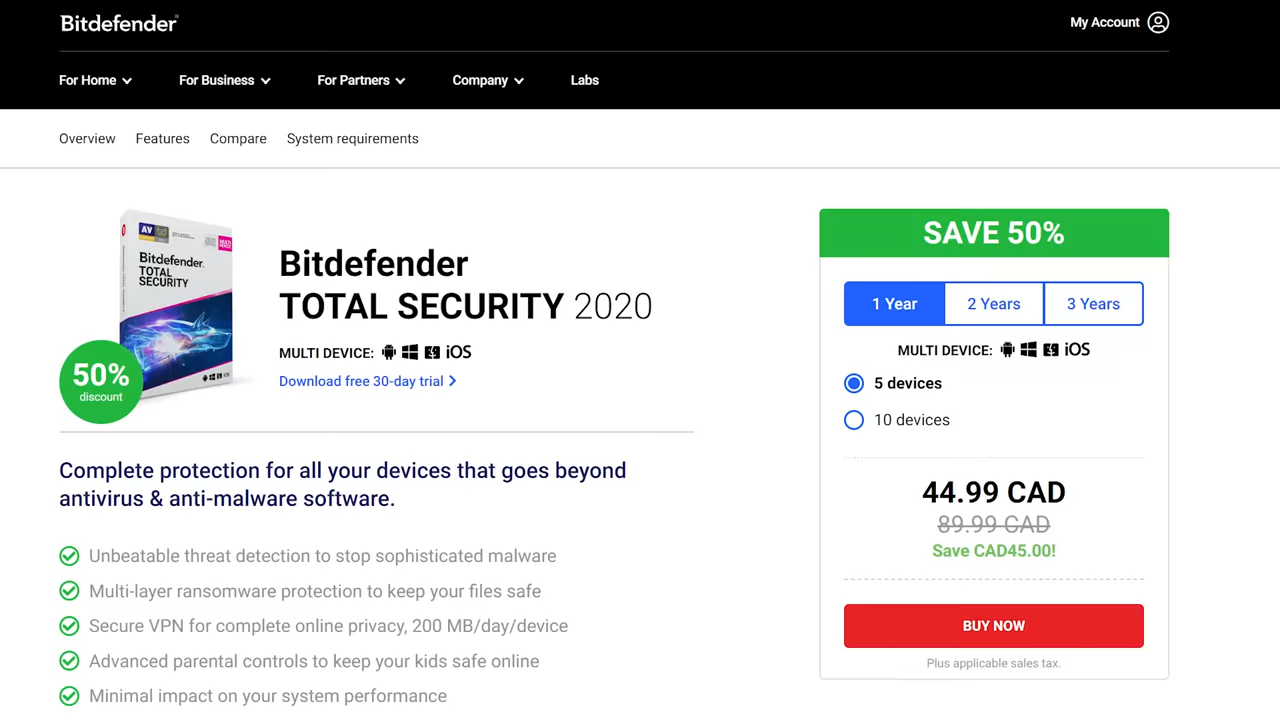 Bitdefender
My Account
For Home
For Business
For Partners
Company
Labs
Overview
Features
Compare
System requirements
AV
Bitdefender
TOTAL
SECURITY
50%
discount
Bitdefender
TOTAL SECURITY 2020
MULTI DEVICE: iOS
Download free 30-day trial
Complete protection for all your devices that goes beyond
antivirus & anti-malware software.
Unbeatable threat detection to stop sophisticated malware
Multi-layer ransomware protection to keep your files safe
Secure VPN for complete online privacy, 200 MB/day/device
Advanced parental controls to keep your kids safe online
Minimal impact on your system performance
SAVE 50%
1 Year
2 Years
3 Years
MULTI DEVICE: iOS
5 devices
10 devices
44.99 CAD
89.99 CAD
Save CAD45.00!
BUY NOW
Plus applicable sales tax.